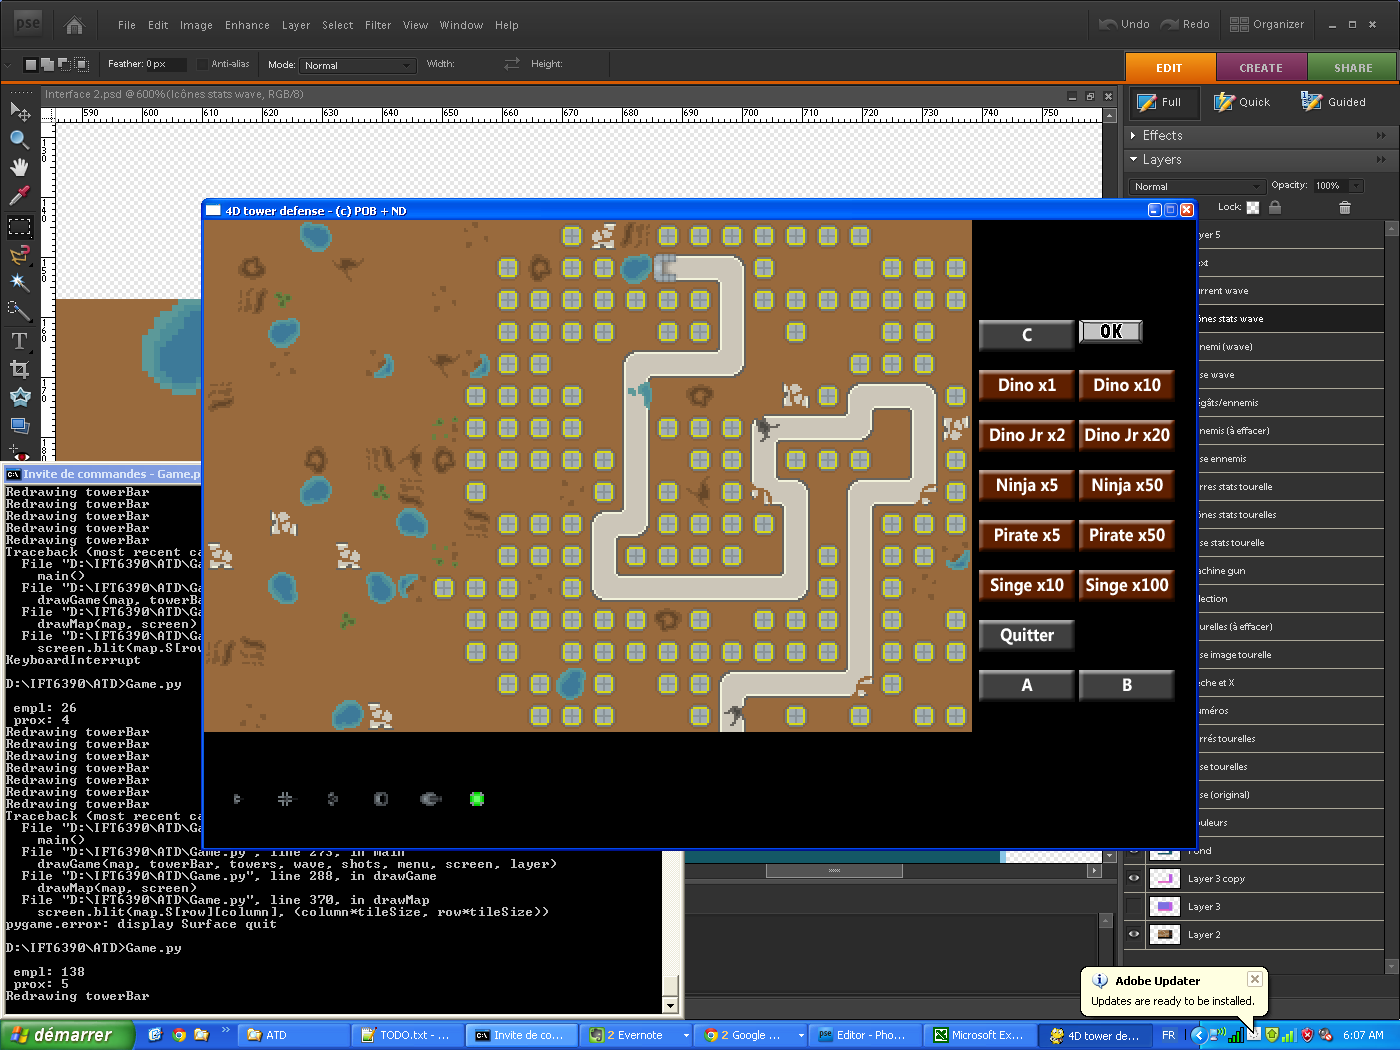 pse
File Edit Image Enhance Layer Select Filter View Window Help
Undo Redo Organizer
Feather: 0 px Anti-alias Mode: Normal Width: Height:
EDIT CREATE SHARE
Interface 2.psd @ 600% (Icônes stats wave, RGB/8)
Full Quick Guided
590 600 610 620 630 640 650 660 670 680 690 700 710 720 730 740 750
Effects
Layers
Normal Opacity: 100%
Lock:
4D tower defense - (c) POB + ND
yer 5
ext
urrent wave
ônes stats wave
nemi (wave)
se wave
égâts/ennemis
nemis (à effacer)
se ennemis
rres stats tourelle
ônes stats tourelles
se stats tourelle
achine gun
lection
urelles (à effacer)
se image tourelle
èche et X
uméros
rrés tourelles
se tourelles
se (original)
ouleurs
Fond
Layer 3 copy
Layer 3
Layer 2
C OK
Dino x1 Dino x10
Dino Jr x2 Dino Jr x20
Ninja x5 Ninja x50
Pirate x5 Pirate x50
Singe x10 Singe x100
Quitter
A B
Invite de commandes - Game.p
Redrawing towerBar
Redrawing towerBar
Redrawing towerBar
Redrawing towerBar
Redrawing towerBar
Traceback (most recent ca
File "D:\IFT6390\ATD\Ga
main()
File "D:\IFT6390\ATD\Ga
drawGame(map, towerBa
File "D:\IFT6390\ATD\Ga
drawMap(map, screen)
File "D:\IFT6390\ATD\Ga
screen.blit(map.S[row
KeyboardInterrupt
D:\IFT6390\ATD>Game.py
empl: 26
prox: 4
Redrawing towerBar
Redrawing towerBar
Redrawing towerBar
Redrawing towerBar
Redrawing towerBar
Redrawing towerBar
Redrawing towerBar
Traceback (most recent ca
File "D:\IFT6390\ATD\Ga
main()
File "D:\IFT6390\ATD\Game.py", line 273, in main
drawGame(map, towerBar, towers, wave, shots, menu, screen, layer)
File "D:\IFT6390\ATD\Game.py", line 288, in drawGame
drawMap(map, screen)
File "D:\IFT6390\ATD\Game.py", line 370, in drawMap
screen.blit(map.S[row][column], (column*tileSize, row*tileSize))
pygame.error: display Surface quit
D:\IFT6390\ATD>Game.py
empl: 138
prox: 5
Redrawing towerBar
Adobe Updater
Updates are ready to be installed.
démarrer ATD TODO.txt - ... Invite de com... 2 Evernote 2 Google ... Editor - Pho... Microsoft Ex... 4D tower de... FR 6:07 AM